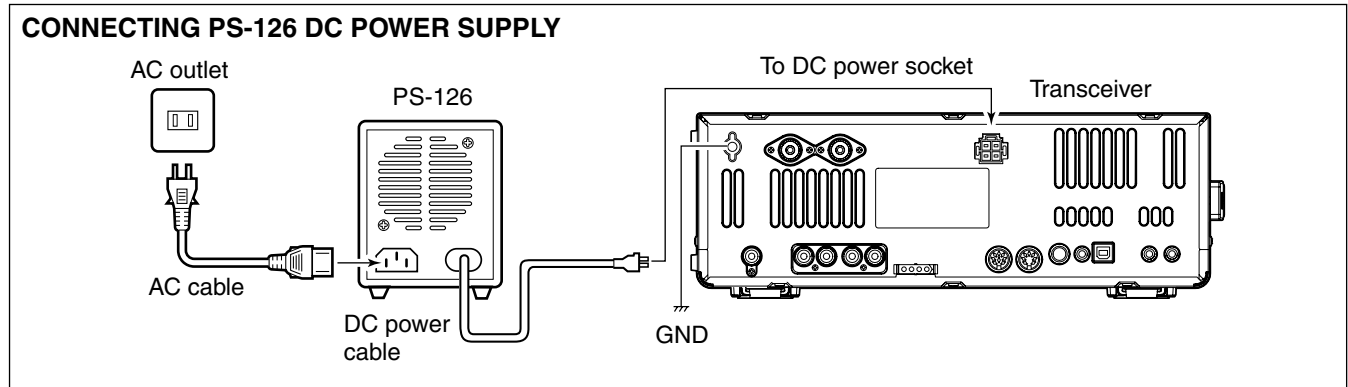 CONNECTING PS-126 DC POWER SUPPLY
AC outlet
PS-126
To DC power socket
Transceiver
AC cable
DC power
cable
GND